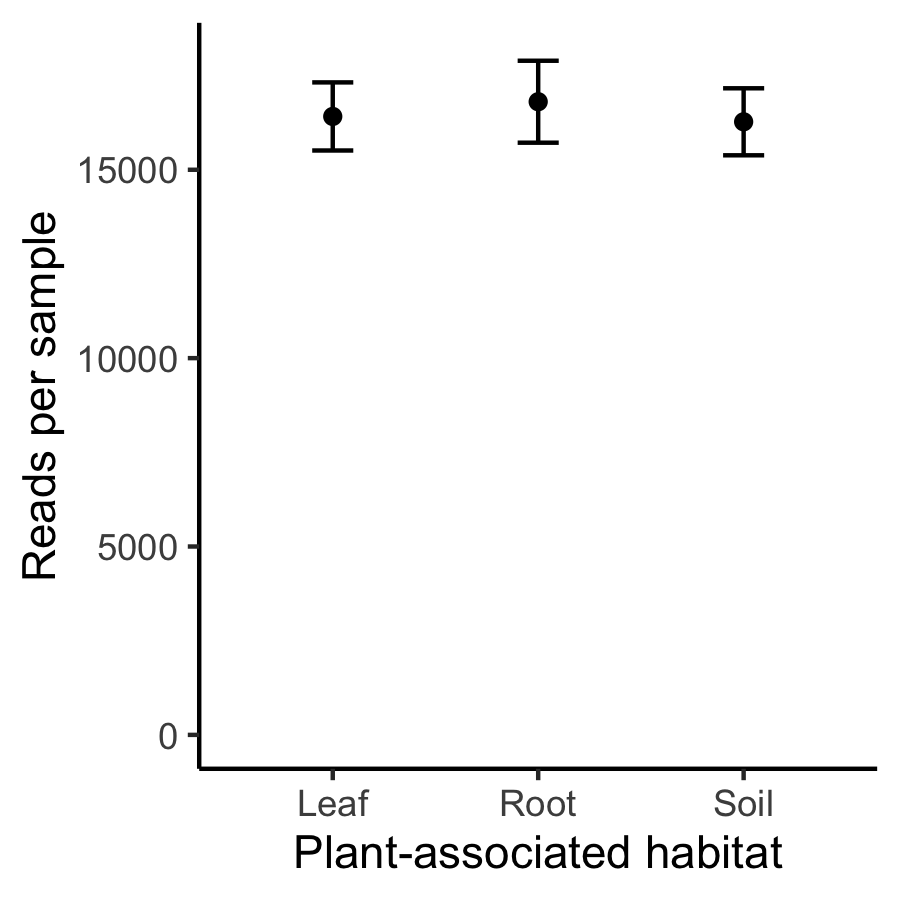 Reads per sample
15000
10000
5000
0
Leaf Root Soil
Plant-associated habitat